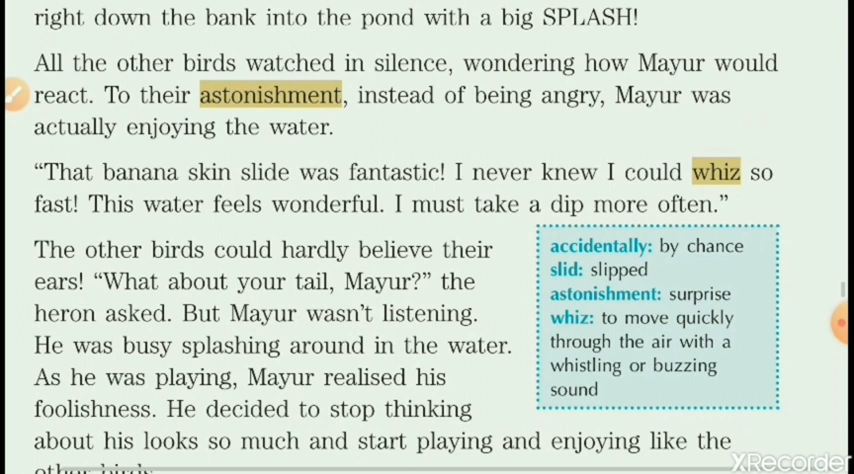 right down the bank into the pond with a big SPLASH!
All the other birds watched in silence, wondering how Mayur would
react. To their astonishment, instead of being angry, Mayur was
actually enjoying the water.
“That banana skin slide was fantastic! I never knew I could whiz so
fast! This water feels wonderful. I must take a dip more often.”
The other birds could hardly believe their
ears! “What about your tail, Mayur?” the
heron asked. But Mayur wasn’t listening.
He was busy splashing around in the water.
As he was playing, Mayur realised his
foolishness. He decided to stop thinking
about his looks so much and start playing and enjoying like the
other birds.
accidentally: by chance
slid: slipped
astonishment: surprise
whiz: to move quickly
through the air with a
whistling or buzzing
sound
XRecorder